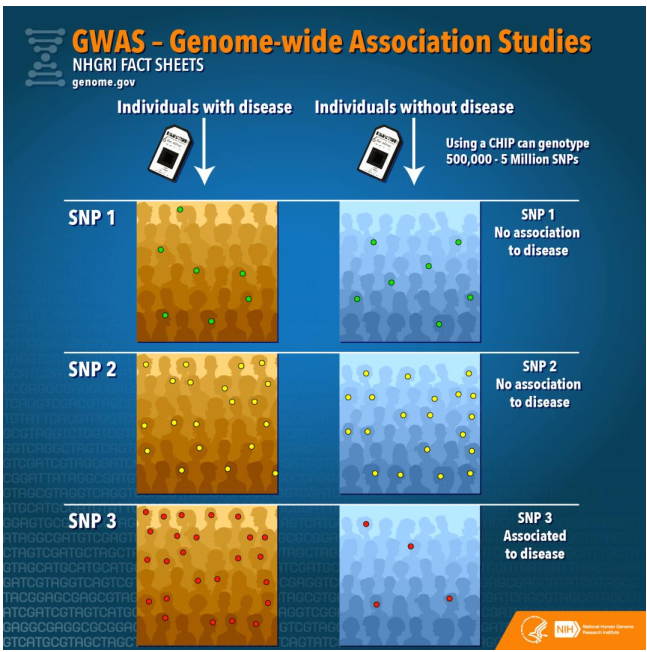 GWAS – Genome-wide Association Studies
NHGRI FACT SHEETS
genome.gov
Individuals with disease
Individuals without disease
Using a CHIP can genotype
500,000 - 5 Million SNPs
SNP 1
SNP 1
No association
to disease
SNP 2
SNP 2
No association
to disease
SNP 3
SNP 3
Associated
to disease
NIH
National Human Genome
Research Institute